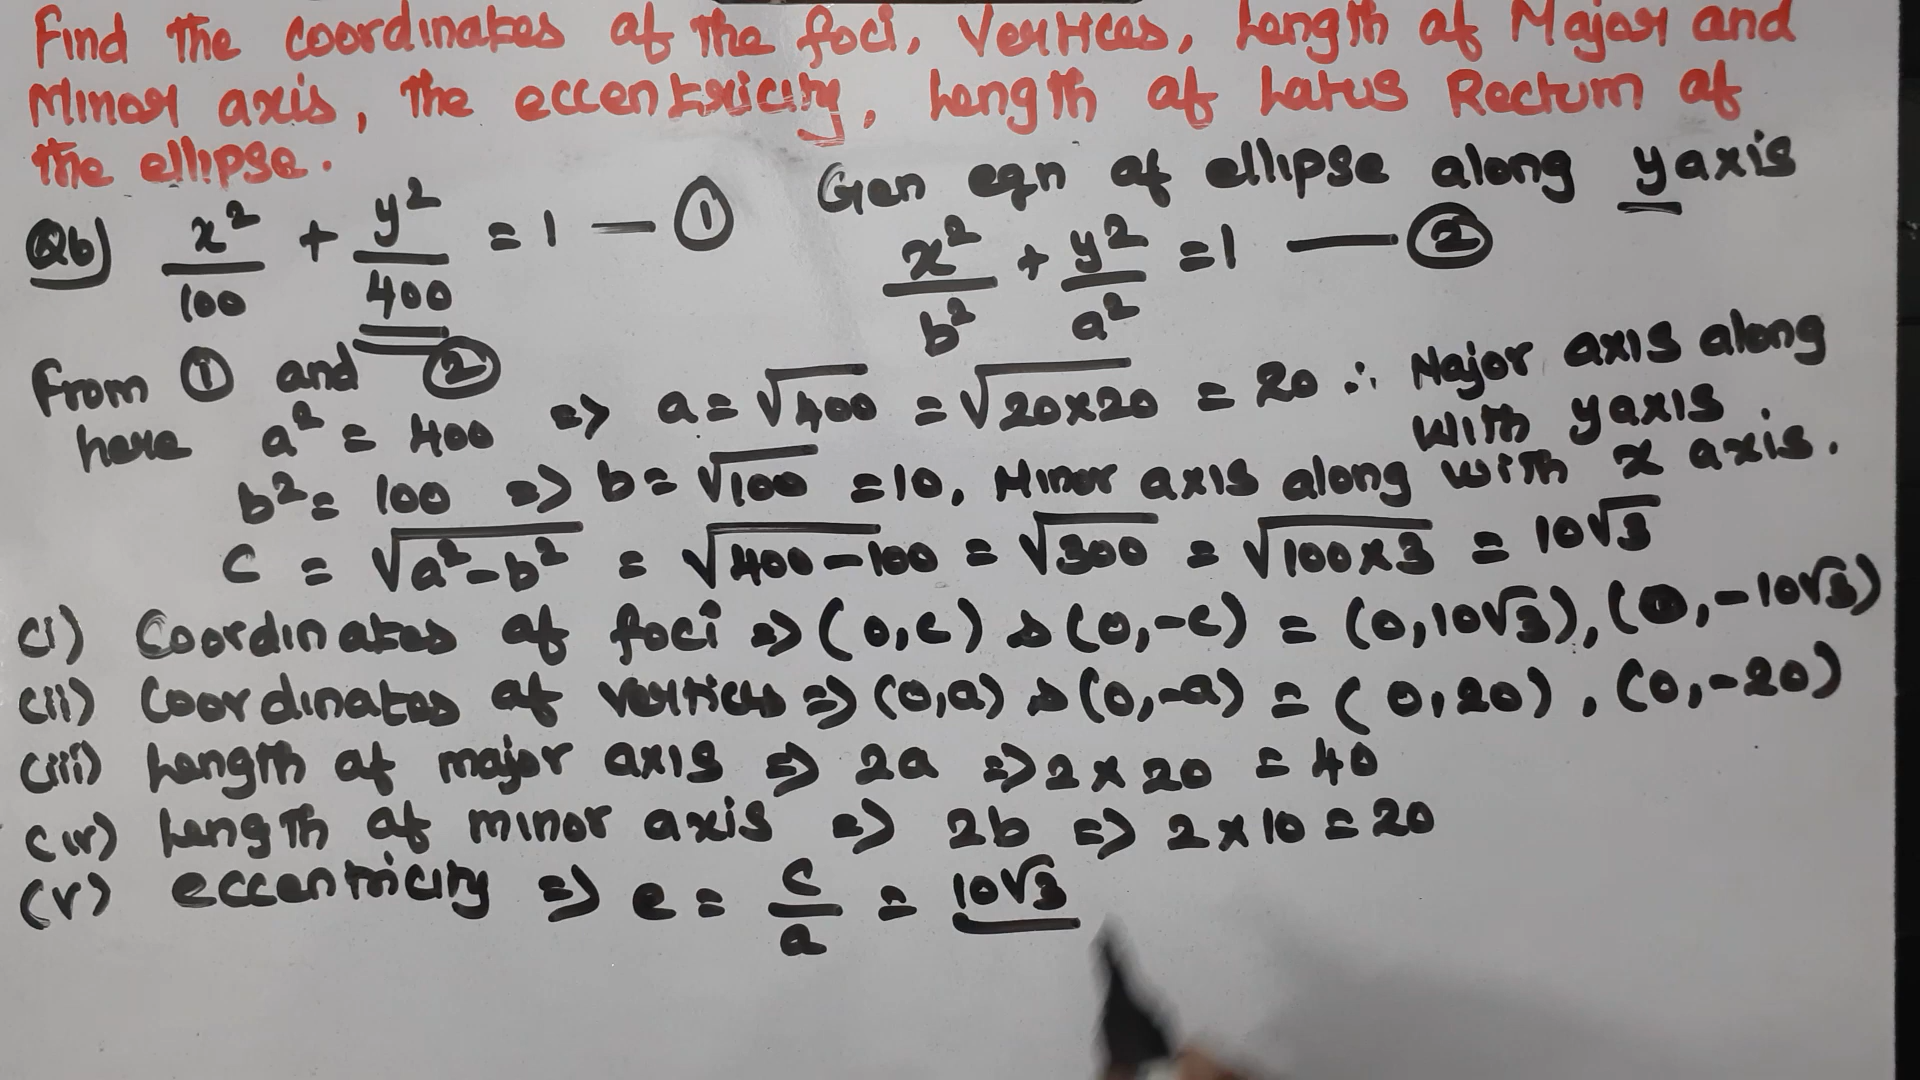 Find the coordinates of the foci, Vertices, Length of Major and
Minor axis, the eccentricity, Length of Latus Rectum of
the ellipse.
Q6) x²/100 + y²/400 = 1 — ①
Gen eqn of ellipse along y axis
x²/b² + y²/a² = 1 — ②
From ① and ②
here a² = 400 => a = √400 = √20×20 = 20 ∴ Major axis along
with y axis.
b² = 100 => b = √100 = 10, Minor axis along with x axis.
c = √a²-b² = √400-100 = √300 = √100×3 = 10√3
(i) Coordinates of foci => (0,c) & (0,-c) = (0,10√3), (0,-10√3)
(ii) Coordinates of vertices => (0,a) & (0,-a) = (0,20), (0,-20)
(iii) Length of major axis => 2a => 2×20 = 40
(iv) Length of minor axis => 2b => 2×10 = 20
(v) eccentricity => e = c/a = 10√3